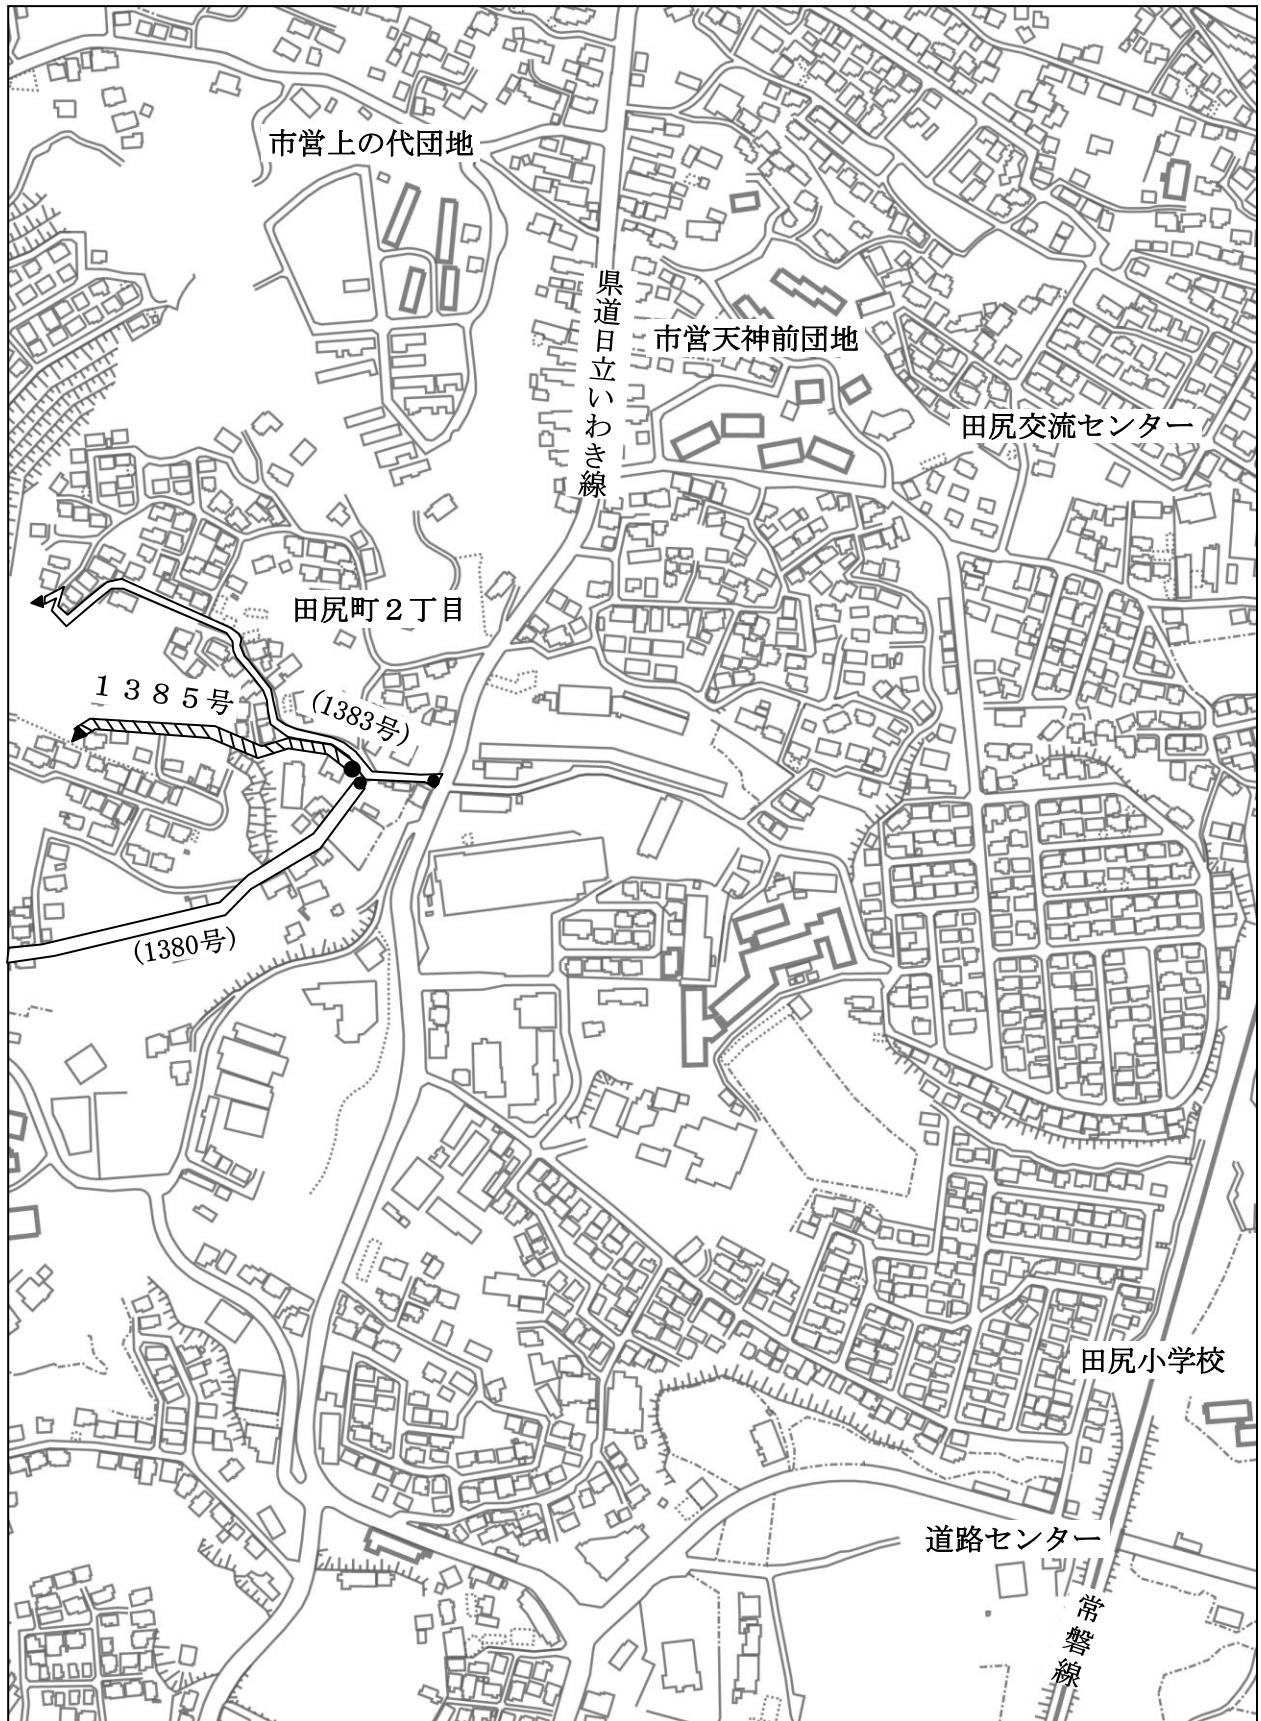 市営上の代団地
県道日立いわき線
市営天神前団地
田尻交流センター
田尻町２丁目
１３８５号
(1383号)
(1380号)
田尻小学校
道路センター
常磐線